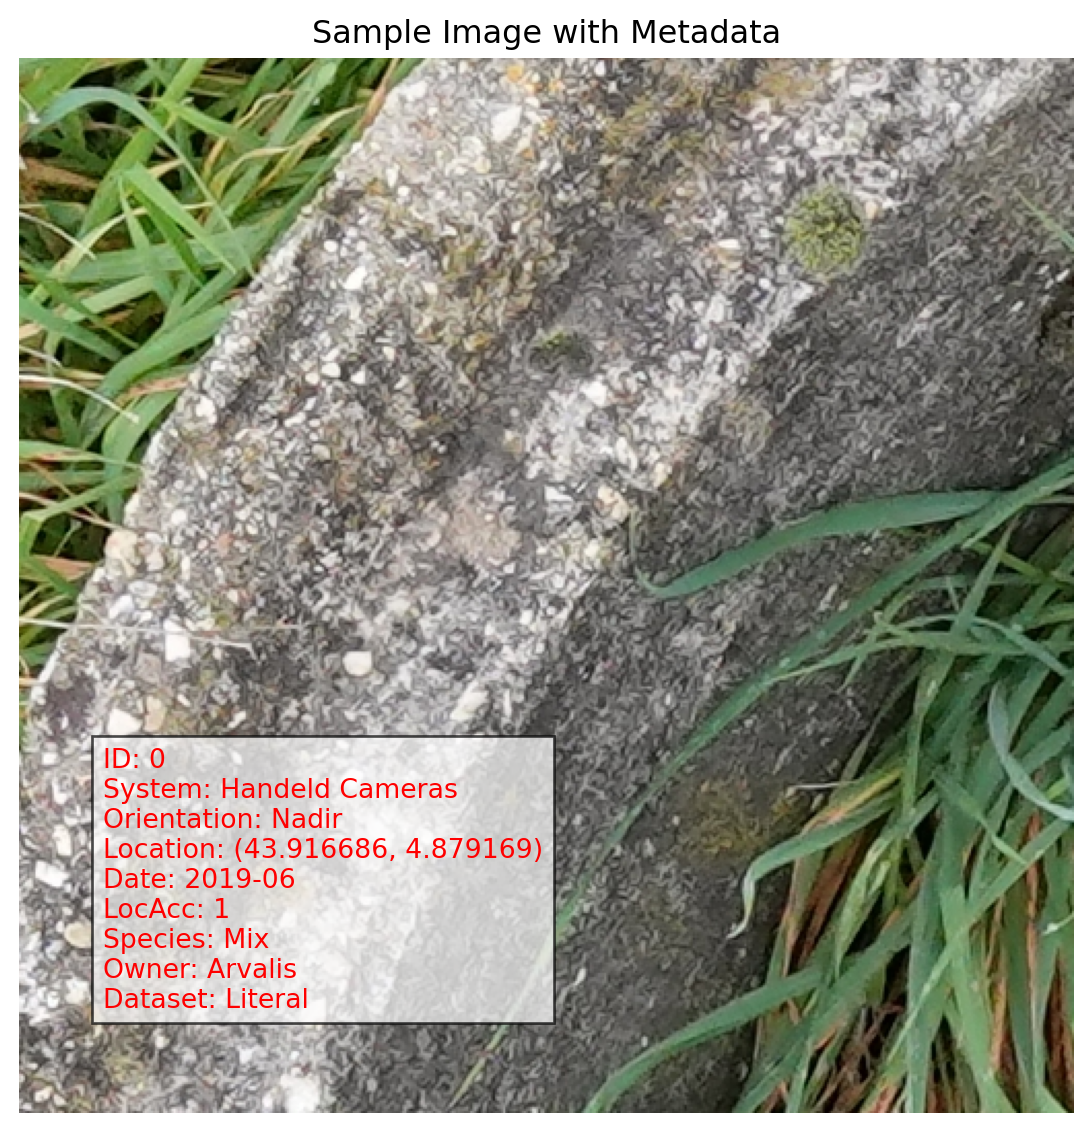 Sample Image with Metadata
ID: 0
System: Handeld Cameras
Orientation: Nadir
Location: (43.916686, 4.879169)
Date: 2019-06
LocAcc: 1
Species: Mix
Owner: Arvalis
Dataset: Literal